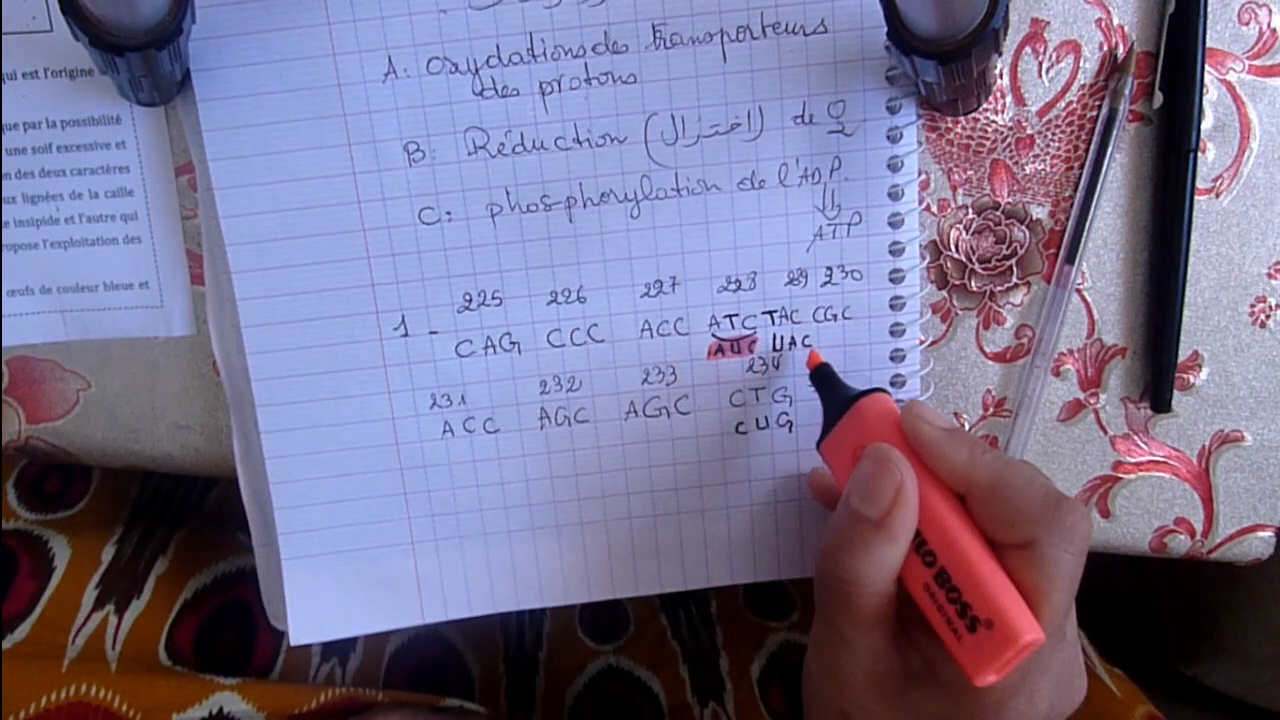 qui est l'origine
que par la possibilité
une soif excessive et
n des deux caractères
ux lignées de la caille
e insipide et l'autre qui
ropose l'exploitation des
œufs de couleur bleue et
A: oxydations des transporteurs
des protons
B: Réduction (اختزال) de O2
C: phosphorylation de l'ADP.
ATP
225 226 227 228 229 230
1 - CAG CCC ACC ATC TAC CGC
AUC UAC
231 232 233 234
ACC AGC AGC CTG
CUG
LO BOSS®
ORIGINAL